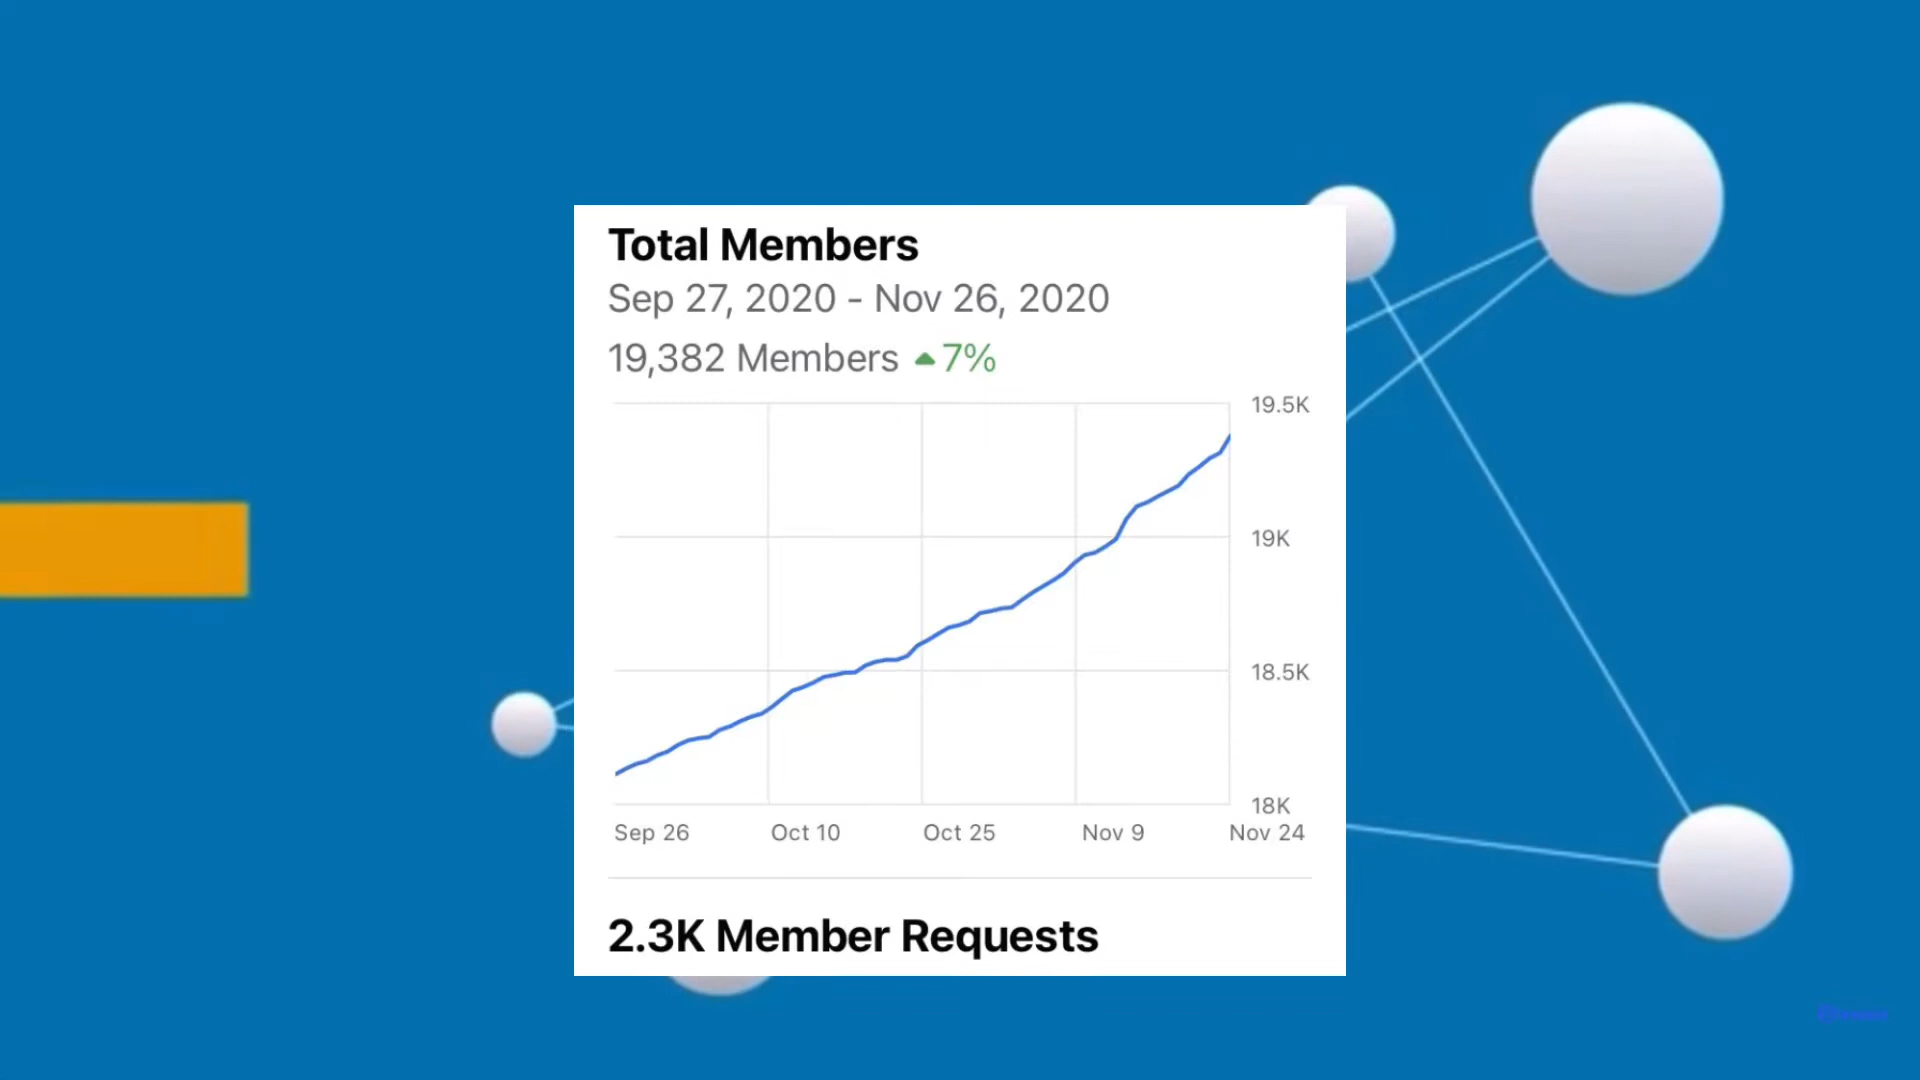 Total Members
Sep 27, 2020 - Nov 26, 2020
19,382 Members ▲7%
19.5K
19K
18.5K
18K
Sep 26 Oct 10 Oct 25 Nov 9 Nov 24
2.3K Member Requests